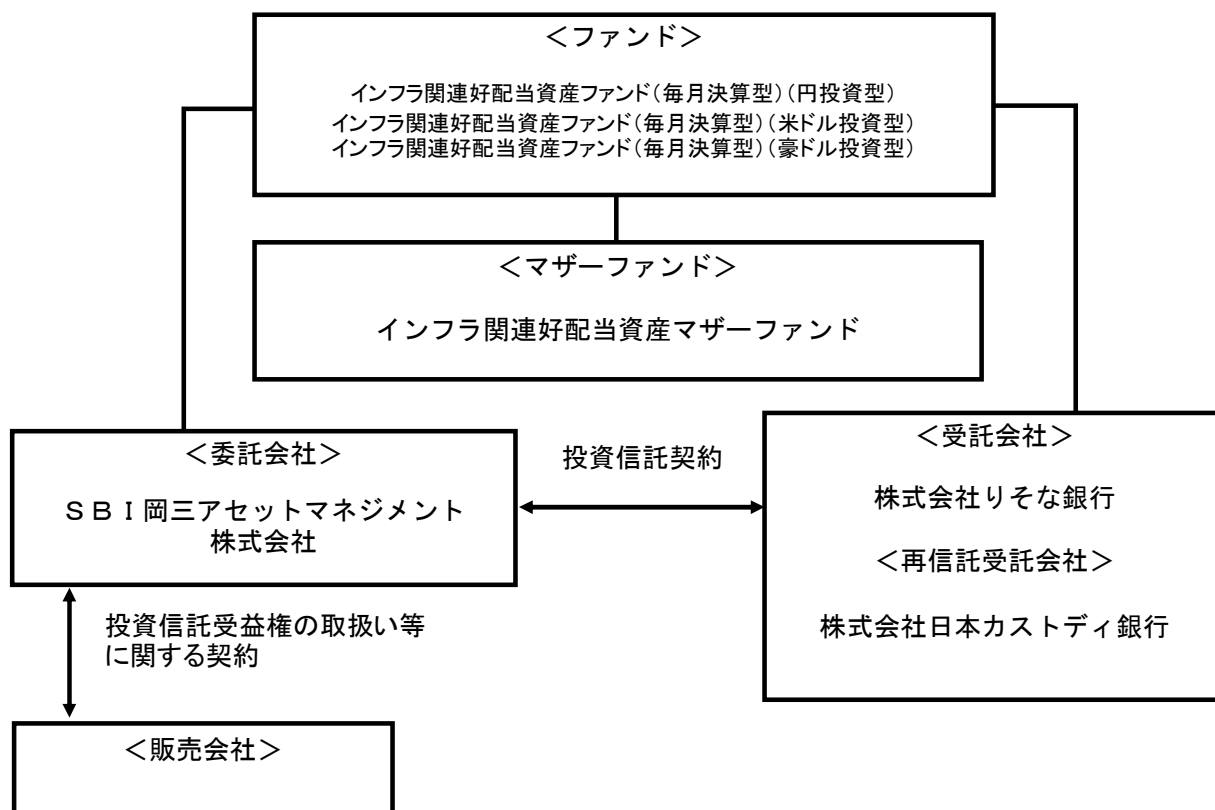 ＜ファンド＞
インフラ関連好配当資産ファンド（毎月決算型）（円投資型）
インフラ関連好配当資産ファンド（毎月決算型）（米ドル投資型）
インフラ関連好配当資産ファンド（毎月決算型）（豪ドル投資型）
＜マザーファンド＞
インフラ関連好配当資産マザーファンド
＜委託会社＞
ＳＢＩ岡三アセットマネジメント
株式会社
投資信託契約
＜受託会社＞
株式会社りそな銀行
＜再信託受託会社＞
株式会社日本カストディ銀行
投資信託受益権の取扱い等
に関する契約
＜販売会社＞